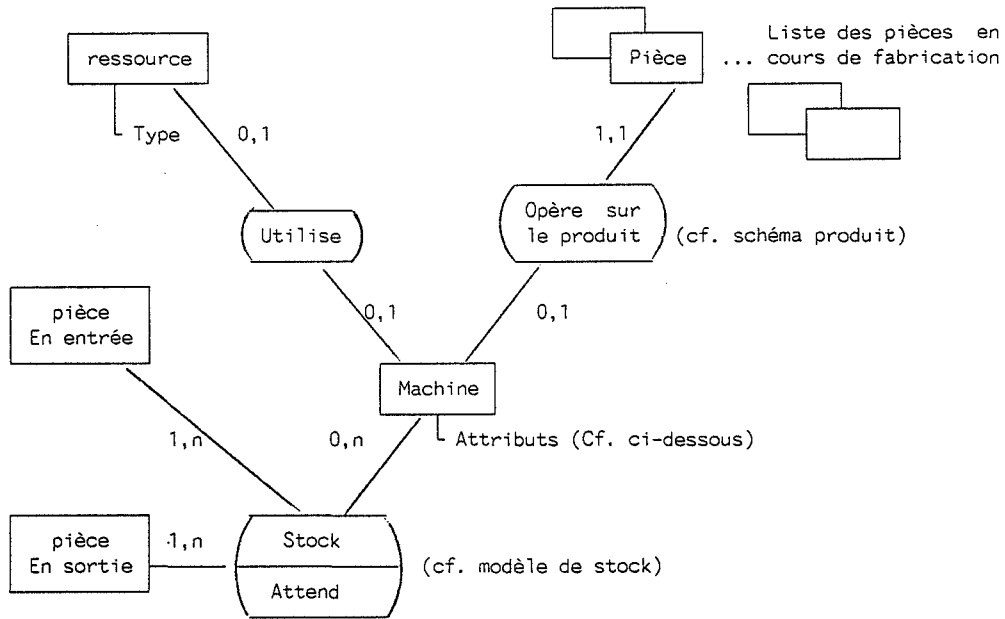 Liste des pièces en
ressource
Pièce
... cours de fabrication
Type
0,1
1,1
Opère sur
le produit
(cf. schéma produit)
Utilise
pièce
En entrée
0,1
0,1
Machine
1,n
0,n
Attributs (Cf. ci-dessous)
pièce
En sortie
1,n
Stock
Attend
(cf. modèle de stock)